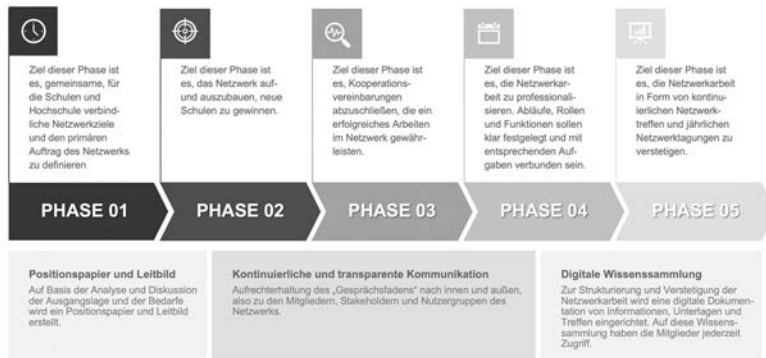 Ziel dieser Phase ist
es, gemeinsame, für
die Schulen und
Hochschule verbind-
liche Netzwerkziele
und den primären
Auftrag des Netzwerks
zu definieren
Ziel dieser Phase ist
es, das Netzwerk auf-
und auszubauen, neue
Schulen zu gewinnen.
Ziel dieser Phase ist
es, Kooperations-
vereinbarungen
abzuschließen, die ein
erfolgreiches Arbeiten
im Netzwerk gewähr-
leisten.
Ziel dieser Phase ist
es, die Netzwerkar-
beit zu professionali-
sieren. Abläufe, Rollen
und Funktionen sollen
klar festgelegt und mit
entsprechenden Auf-
gaben verbunden sein.
Ziel dieser Phase ist
es, die Netzwerkarbeit
in Form von kontinu-
ierlichen Netzwerk-
treffen und jährlichen
Netzwerktagungen zu
verstetigen.
PHASE 01
PHASE 02
PHASE 03
PHASE 04
PHASE 05
Positionspapier und Leitbild
Auf Basis der Analyse und Diskussion
der Ausgangslage und der Bedarfe
wird ein Positionspapier und Leitbild
erstellt.
Kontinuierliche und transparente Kommunikation
Aufrechterhaltung des „Gesprächsfadens“ nach innen und außen,
also zu den Mitgliedern, Stakeholdern und Nutzergruppen des
Netzwerks.
Digitale Wissenssammlung
Zur Strukturierung und Verstetigung der
Netzwerkarbeit wird eine digitale Dokumen-
tation von Informationen, Unterlagen und
Treffen eingerichtet. Auf diese Wissens-
sammlung haben die Mitglieder jederzeit
Zugriff.